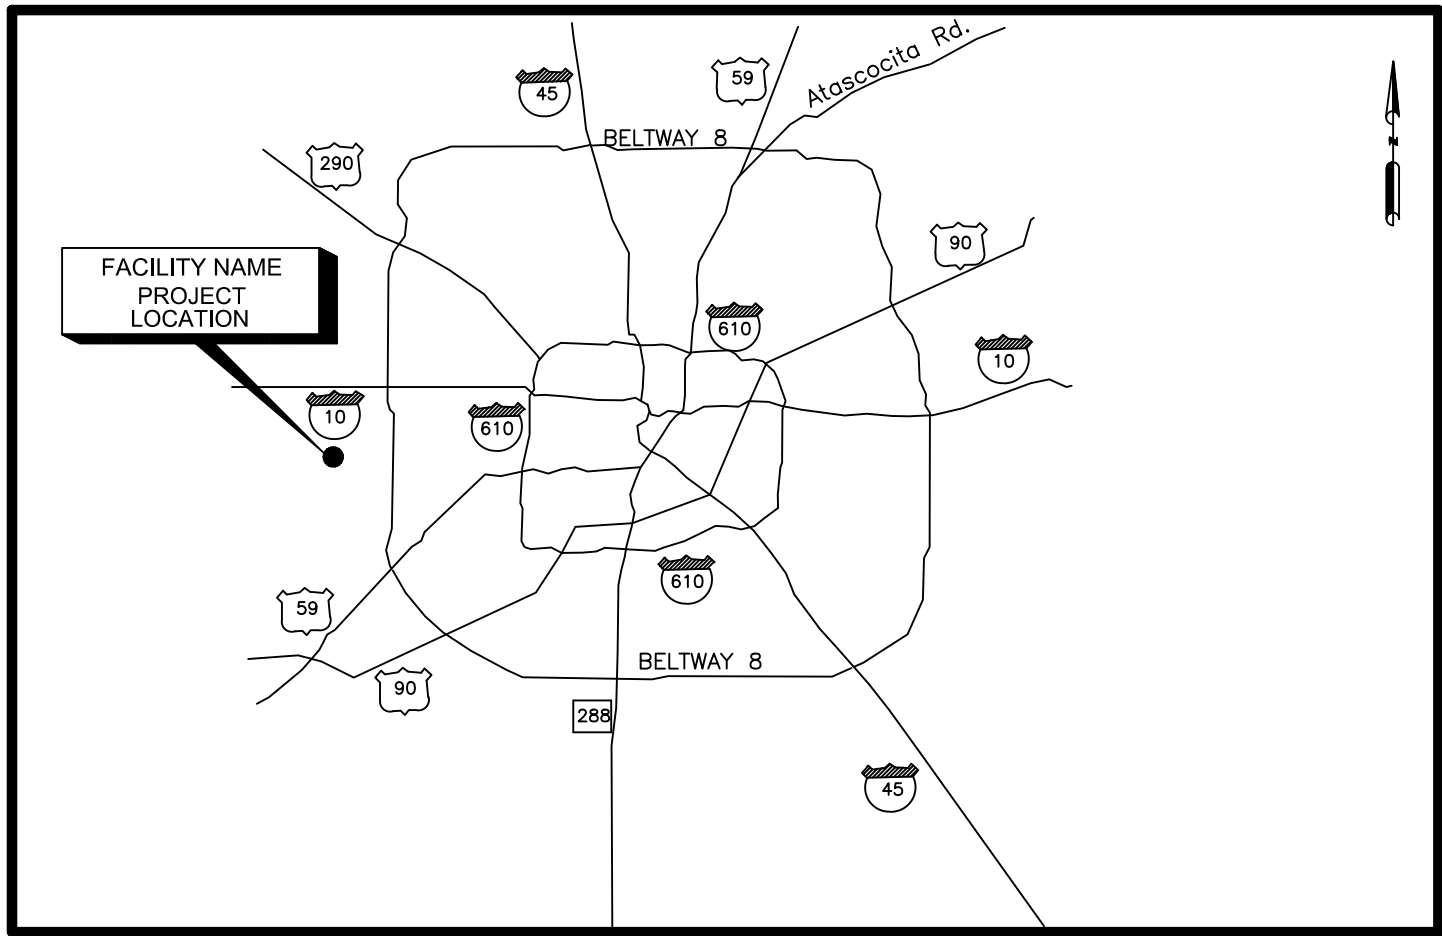 Atascocita Rd.
59
45
BELTWAY 8
290
90
FACILITY NAME
PROJECT
LOCATION
610
10
10
610
610
59
BELTWAY 8
90
288
45
N